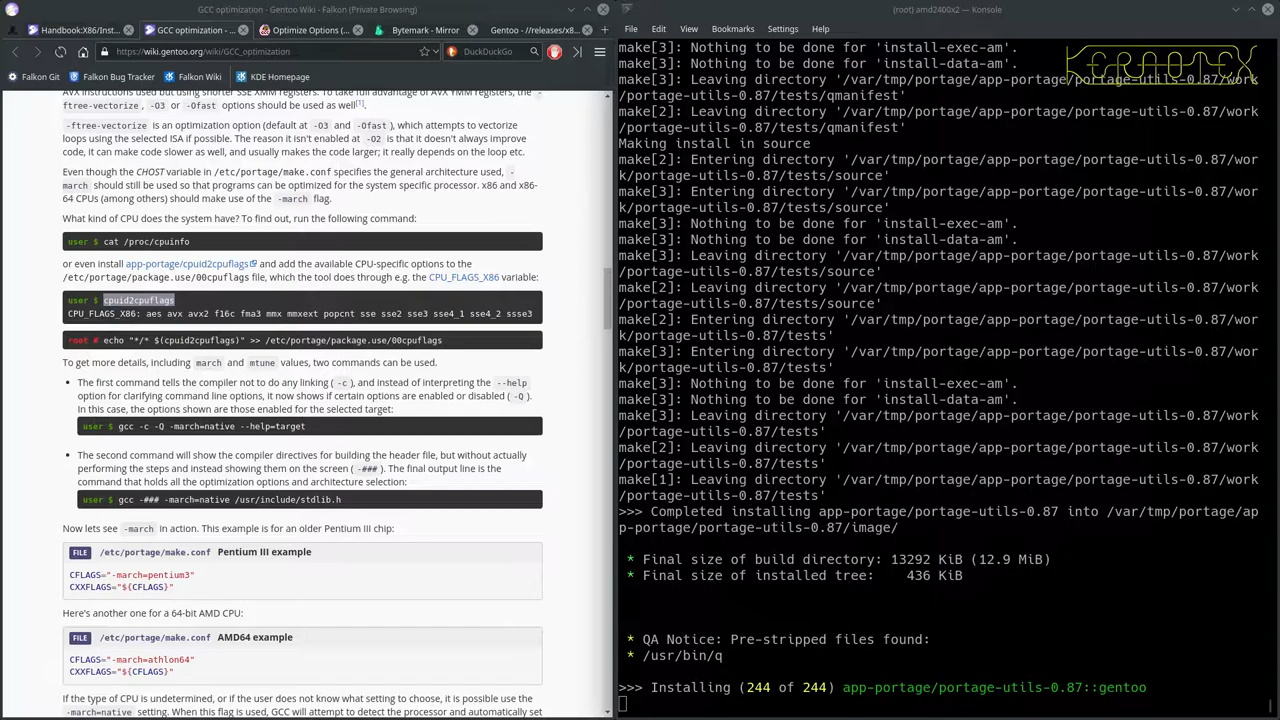 GCC optimization - Gentoo Wiki - Falkon (Private Browsing)
Handbook:X86/Inst...
GCC optimization - ...
Optimize Options (...
Bytemark - Mirror
Gentoo - /releases/x8...
https://wiki.gentoo.org/wiki/GCC_optimization
DuckDuckGo
Falkon Git
Falkon Bug Tracker
Falkon Wiki
KDE Homepage
AVX instructions used but using shorter SSE XMM registers. To take full advantage of AVX YMM registers, the -
ftree-vectorize , -O3 or -Ofast options should be used as well[1].
-ftree-vectorize is an optimization option (default at -O3 and -Ofast), which attempts to vectorize
loops using the selected ISA if possible. The reason it isn't enabled at -O2 is that it doesn't always improve
code, it can make code slower as well, and usually makes the code larger; it really depends on the loop etc.
Even though the CHOST variable in /etc/portage/make.conf specifies the general architecture used, -
march should still be used so that programs can be optimized for the system specific processor. x86 and x86-
64 CPUs (among others) should make use of the -march flag.
What kind of CPU does the system have? To find out, run the following command:
user $ cat /proc/cpuinfo
or even install app-portage/cpuid2cpuflags and add the available CPU-specific options to the
/etc/portage/package.use/00cpuflags file, which the tool does through e.g. the CPU_FLAGS_X86 variable:
user $ cpuid2cpuflags
CPU_FLAGS_X86: aes avx avx2 f16c fma3 mmx mmxext popcnt sse sse2 sse3 sse4_1 sse4_2 ssse3
root # echo "*/* $(cpuid2cpuflags)" >> /etc/portage/package.use/00cpuflags
To get more details, including march and mtune values, two commands can be used.
The first command tells the compiler not to do any linking ( -c ), and instead of interpreting the --help
option for clarifying command line options, it now shows if certain options are enabled or disabled ( -Q ).
In this case, the options shown are those enabled for the selected target:
user $ gcc -c -Q -march=native --help=target
The second command will show the compiler directives for building the header file, but without actually
performing the steps and instead showing them on the screen ( -### ). The final output line is the
command that holds all the optimization options and architecture selection:
user $ gcc -### -march=native /usr/include/stdlib.h
Now lets see -march in action. This example is for an older Pentium III chip:
FILE /etc/portage/make.conf Pentium III example
CFLAGS="-march=pentium3"
CXXFLAGS="${CFLAGS}"
Here's another one for a 64-bit AMD CPU:
FILE /etc/portage/make.conf AMD64 example
CFLAGS="-march=athlon64"
CXXFLAGS="${CFLAGS}"
If the type of CPU is undetermined, or if the user does not know what setting to choose, it is possible use the
-march=native setting. When this flag is used, GCC will attempt to detect the processor and automatically set
(root) amd2400x2 — Konsole
File Edit View Bookmarks Settings Help
KERAOTEX
make[3]: Nothing to be done for 'install-exec-am'.
make[3]: Nothing to be done for 'install-data-am'.
make[3]: Leaving directory '/var/tmp/portage/app-portage/portage-utils-0.87/work
/portage-utils-0.87/tests/qmanifest'
make[2]: Leaving directory '/var/tmp/portage/app-portage/portage-utils-0.87/work
/portage-utils-0.87/tests/qmanifest'
Making install in source
make[2]: Entering directory '/var/tmp/portage/app-portage/portage-utils-0.87/wor
k/portage-utils-0.87/tests/source'
make[3]: Entering directory '/var/tmp/portage/app-portage/portage-utils-0.87/wor
k/portage-utils-0.87/tests/source'
make[3]: Nothing to be done for 'install-exec-am'.
make[3]: Nothing to be done for 'install-data-am'.
make[3]: Leaving directory '/var/tmp/portage/app-portage/portage-utils-0.87/work
/portage-utils-0.87/tests/source'
make[2]: Leaving directory '/var/tmp/portage/app-portage/portage-utils-0.87/work
/portage-utils-0.87/tests/source'
make[2]: Entering directory '/var/tmp/portage/app-portage/portage-utils-0.87/wor
k/portage-utils-0.87/tests'
make[3]: Entering directory '/var/tmp/portage/app-portage/portage-utils-0.87/wor
k/portage-utils-0.87/tests'
make[3]: Nothing to be done for 'install-exec-am'.
make[3]: Nothing to be done for 'install-data-am'.
make[3]: Leaving directory '/var/tmp/portage/app-portage/portage-utils-0.87/work
/portage-utils-0.87/tests'
make[2]: Leaving directory '/var/tmp/portage/app-portage/portage-utils-0.87/work
/portage-utils-0.87/tests'
make[1]: Leaving directory '/var/tmp/portage/app-portage/portage-utils-0.87/work
/portage-utils-0.87/tests'
>>> Completed installing app-portage/portage-utils-0.87 into /var/tmp/portage/ap
p-portage/portage-utils-0.87/image/
* Final size of build directory: 13292 KiB (12.9 MiB)
* Final size of installed tree: 436 KiB
* QA Notice: Pre-stripped files found:
* /usr/bin/q
>>> Installing (244 of 244) app-portage/portage-utils-0.87::gentoo